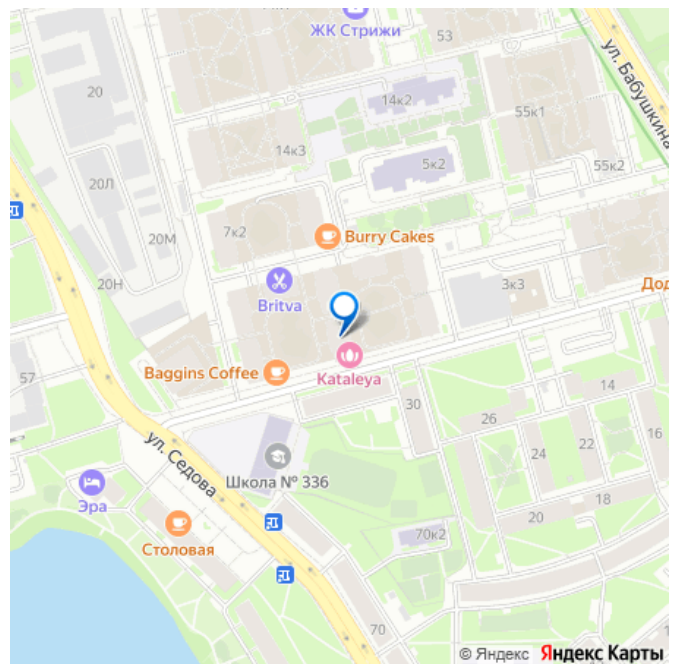 ЖК Стрижи
53
ул. Бабушкина
20
14к2
55к1
14к3
5к2
55к2
20Л
7к2
20М
Burry Cakes
20Н
Britva
3к3
Дод
Baggins Coffee
Kataleya
57
14
30
26
16
22
24
ул. Седова
Школа № 336
Эра
18
20
Столовая
70к2
70
© Яндекс Яндекс Карты